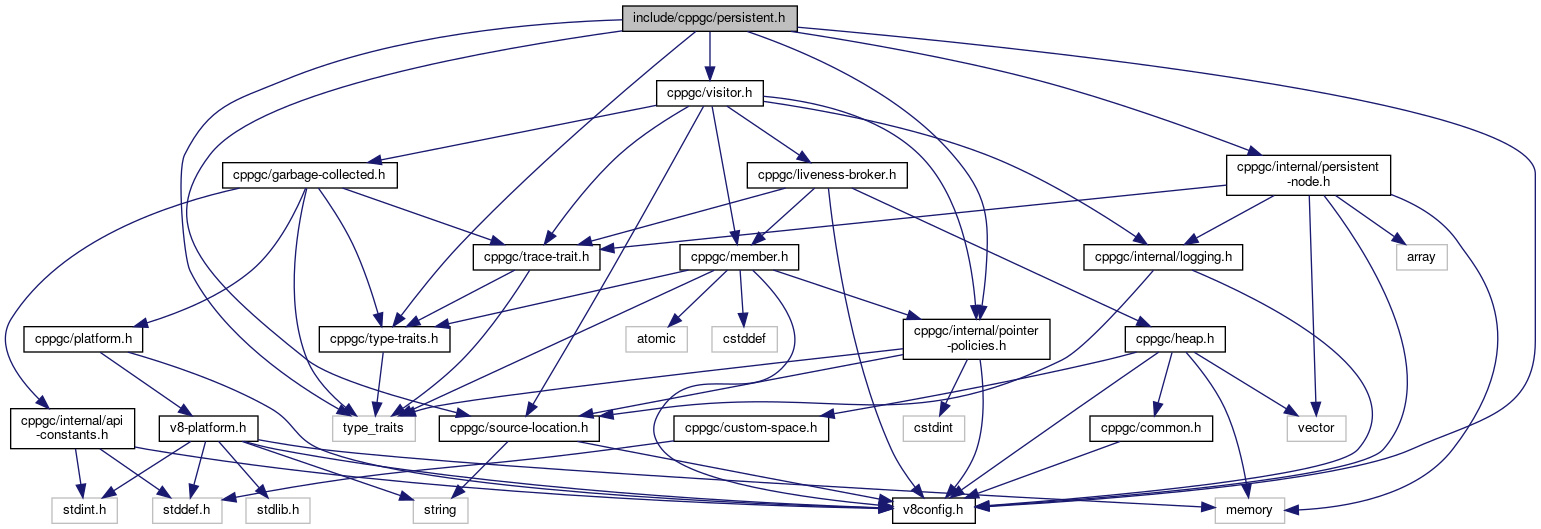 include/cppgc/persistent.h
cppgc/visitor.h
cppgc/garbage-collected.h
cppgc/liveness-broker.h
cppgc/internal/persistent
-node.h
cppgc/trace-trait.h
cppgc/member.h
cppgc/internal/logging.h
array
cppgc/platform.h
cppgc/type-traits.h
atomic
cstddef
cppgc/internal/pointer
-policies.h
cppgc/heap.h
cppgc/internal/api
-constants.h
v8-platform.h
type_traits
cppgc/source-location.h
cppgc/custom-space.h
cstdint
cppgc/common.h
vector
stdint.h
stddef.h
stdlib.h
string
v8config.h
memory